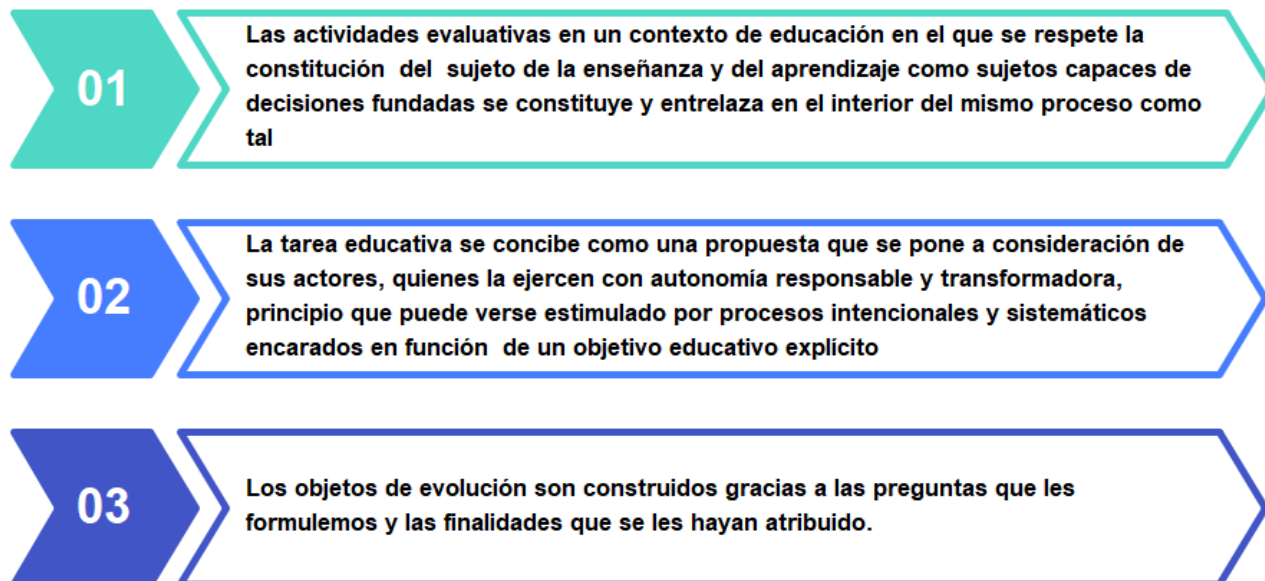 01
Las actividades evaluativas en un contexto de educación en el que se respete la
constitución del sujeto de la enseñanza y del aprendizaje como sujetos capaces de
decisiones fundadas se constituye y entrelaza en el interior del mismo proceso como
tal
02
La tarea educativa se concibe como una propuesta que se pone a consideración de
sus actores, quienes la ejercen con autonomía responsable y transformadora,
principio que puede verse estimulado por procesos intencionales y sistemáticos
encarados en función de un objetivo educativo explícito
03
Los objetos de evolución son construidos gracias a las preguntas que les
formulemos y las finalidades que se les hayan atribuido.